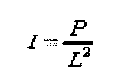 I = P / L²